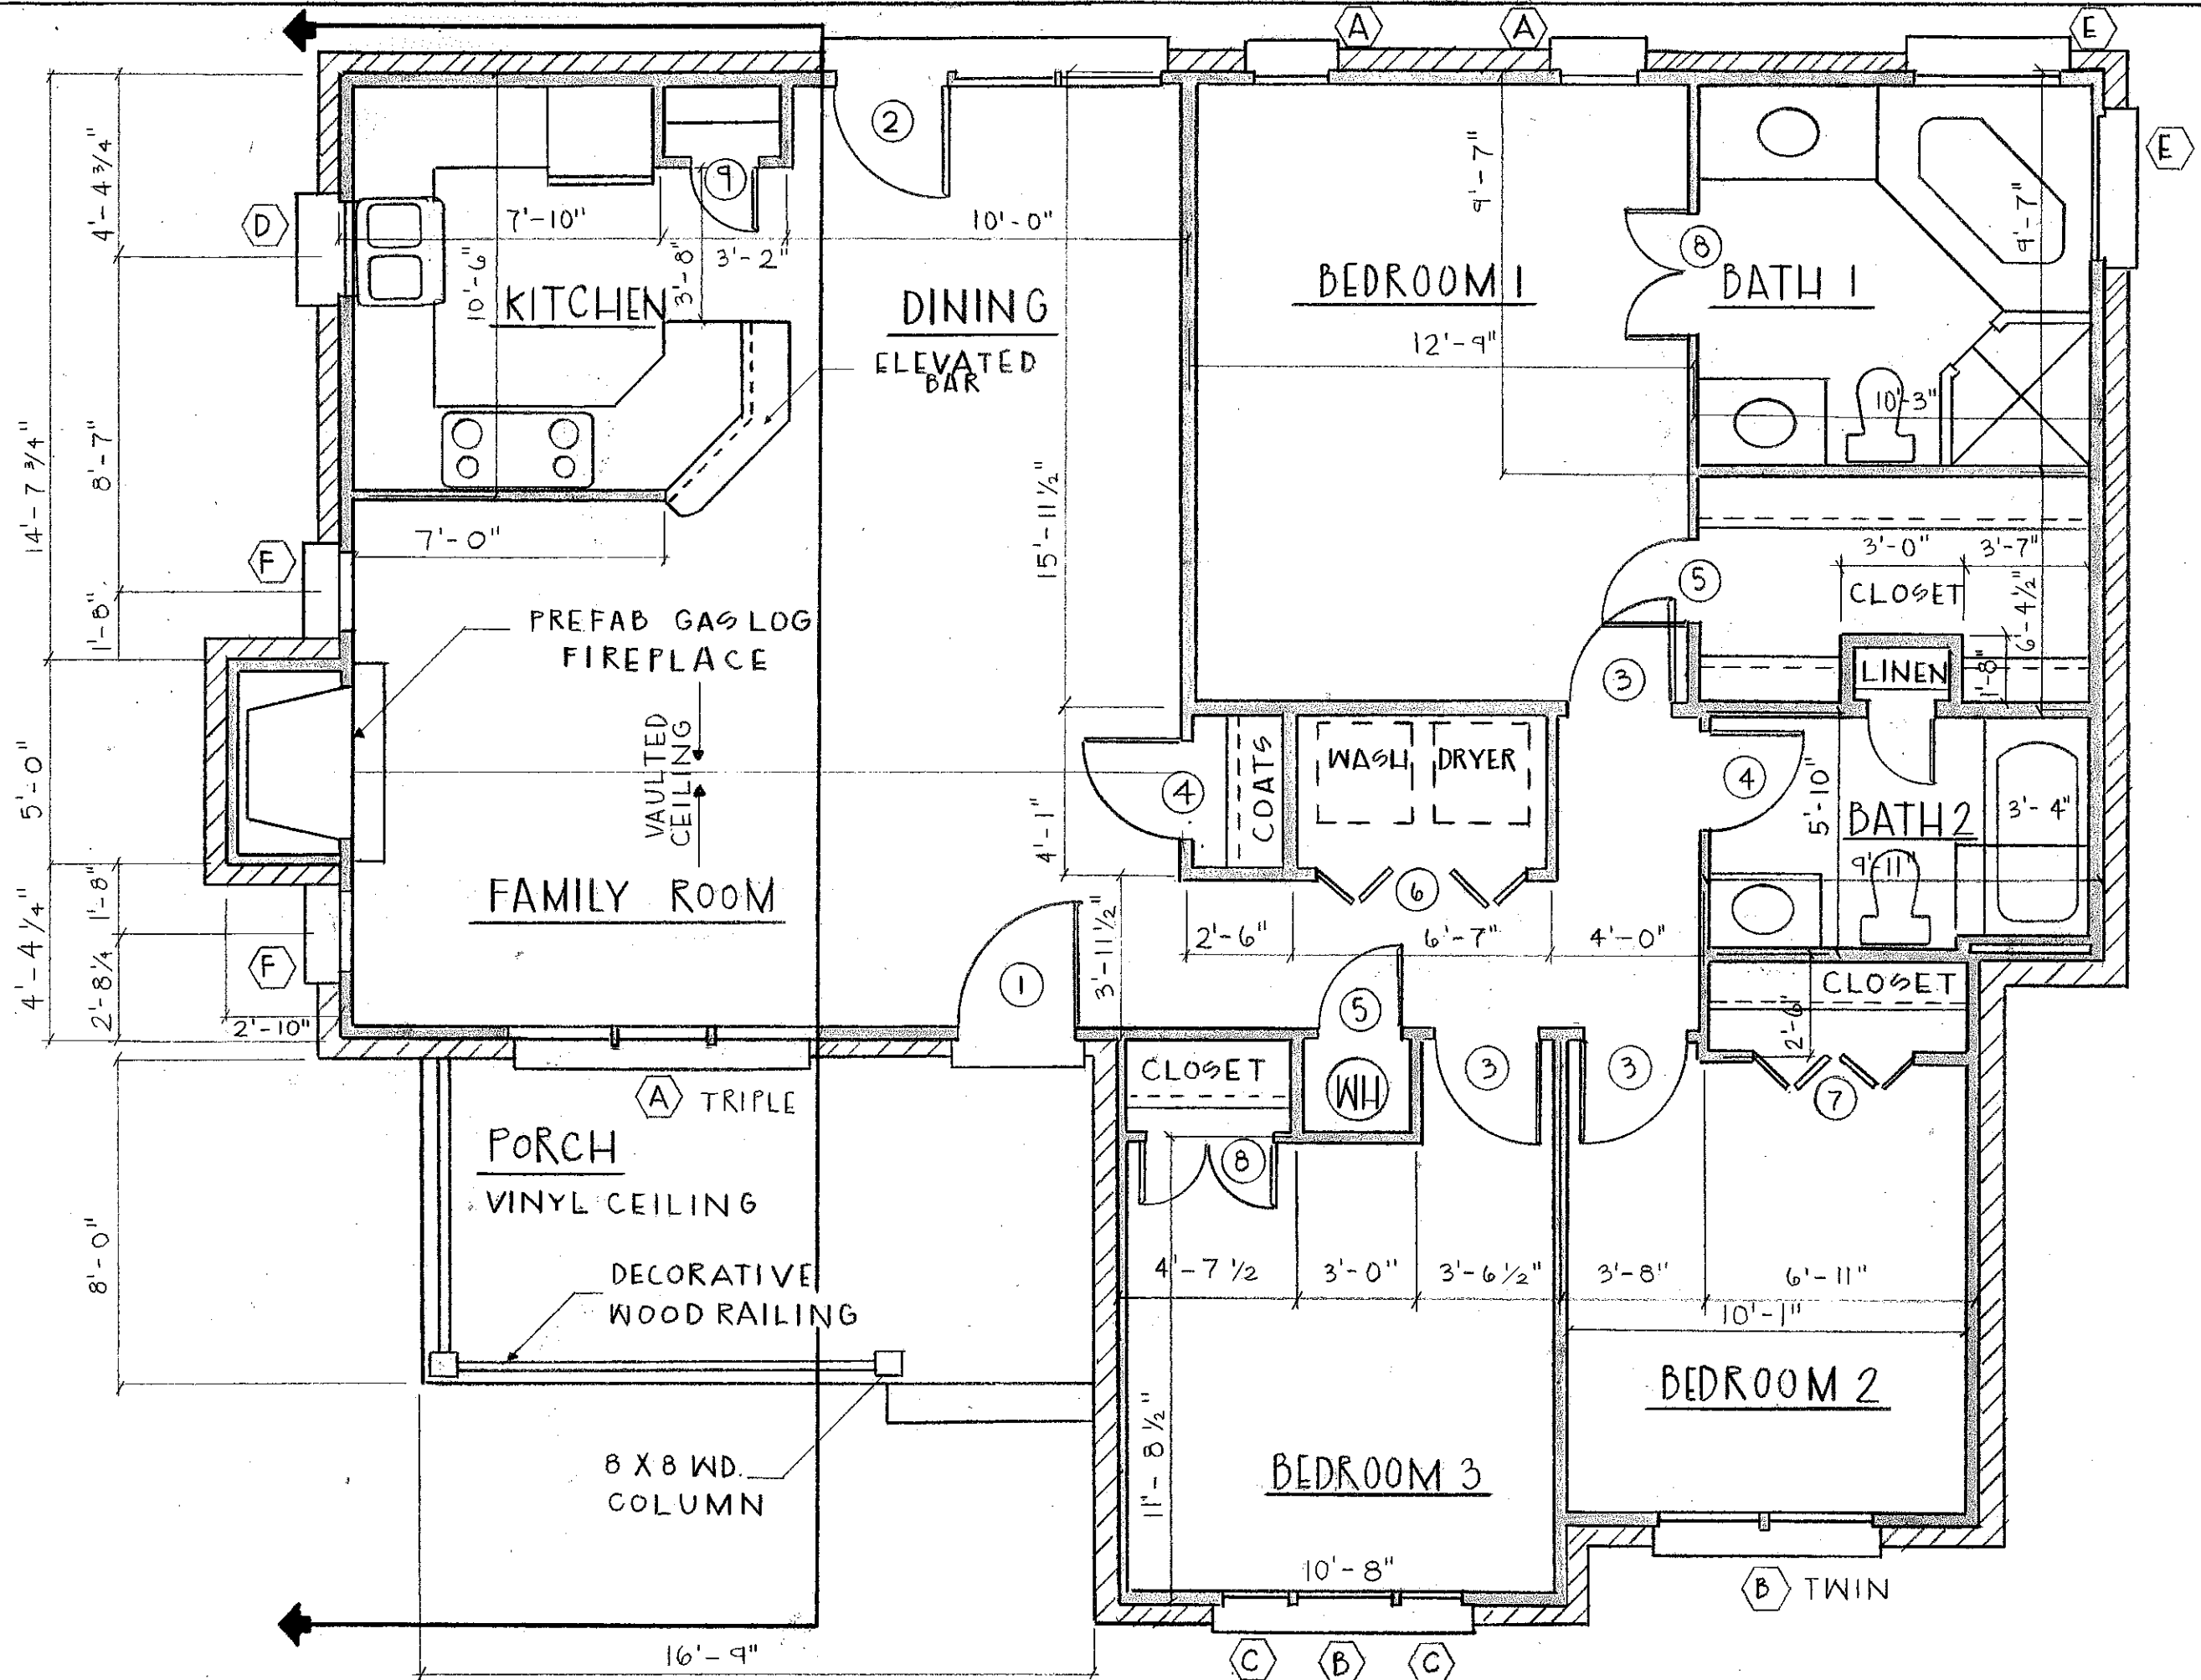 A
A
E
E
2
9
4'-4 3/4"
D
7'-10"
3'-2"
10'-0"
9'-7"
9'-7"
8
10'-6"
KITCHEN
3'-8"
DINING
BEDROOM 1
BATH 1
ELEVATED
BAR
12'-9"
10'-3"
14'-7 3/4"
8'-7"
7'-0"
15'-11 1/2"
F
1'-8"
3'-0"
3'-7"
5
CLOSET
6'-4 1/2"
PREFAB GAS LOG
FIREPLACE
3
LINEN
1'-8"
VAULTED
CEILING
5'-0"
4
COATS
WASH
DRYER
4
5'-10"
BATH 2
3'-4"
4'-1"
9'-11"
FAMILY ROOM
6
4'-4 1/4"
1'-8"
2'-8 1/4
F
2'-10"
1
3'-11 1/2"
2'-6"
6'-7"
4'-0"
5
CLOSET
2'-6"
CLOSET
WH
3
3
7
A TRIPLE
PORCH
VINYL CEILING
8
8'-0"
DECORATIVE
WOOD RAILING
4'-7 1/2
3'-0"
3'-6 1/2"
3'-8"
6'-11"
10'-1"
BEDROOM 2
11'-8 1/2"
BEDROOM 3
8 X 8 WD.
COLUMN
10'-8"
B TWIN
16'-9"
C
B
C